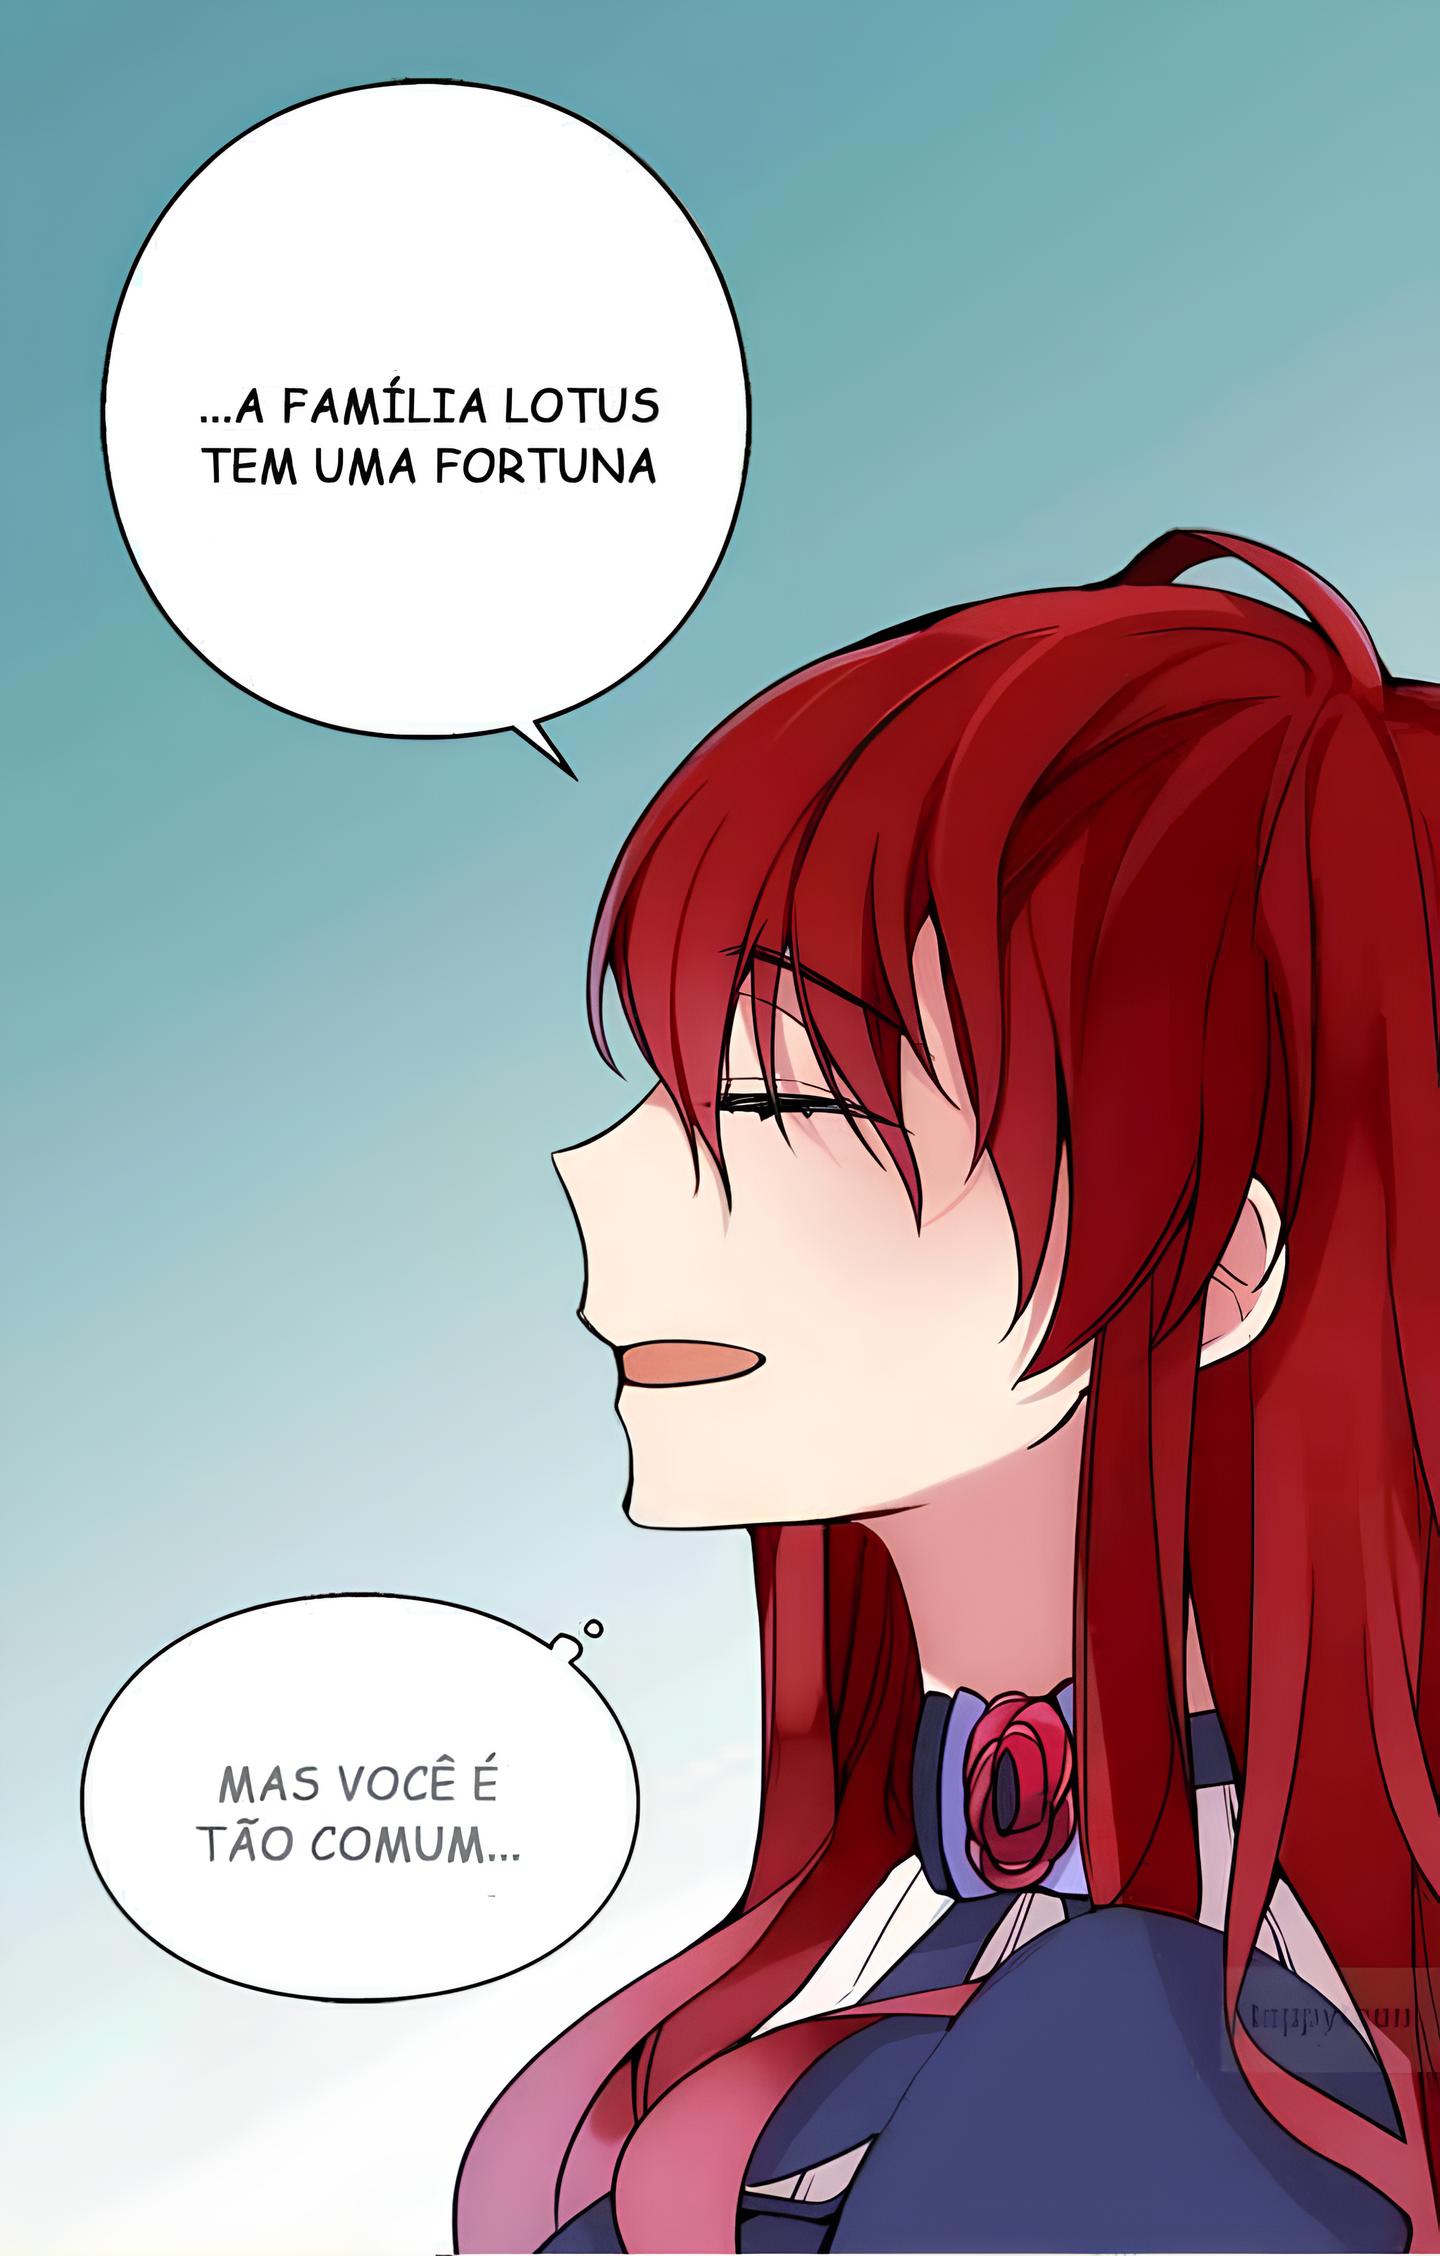 ...A FAMÍLIA LOTUS
TEM UMA FORTUNA
MAS VOCÊ É
TÃO COMUM...